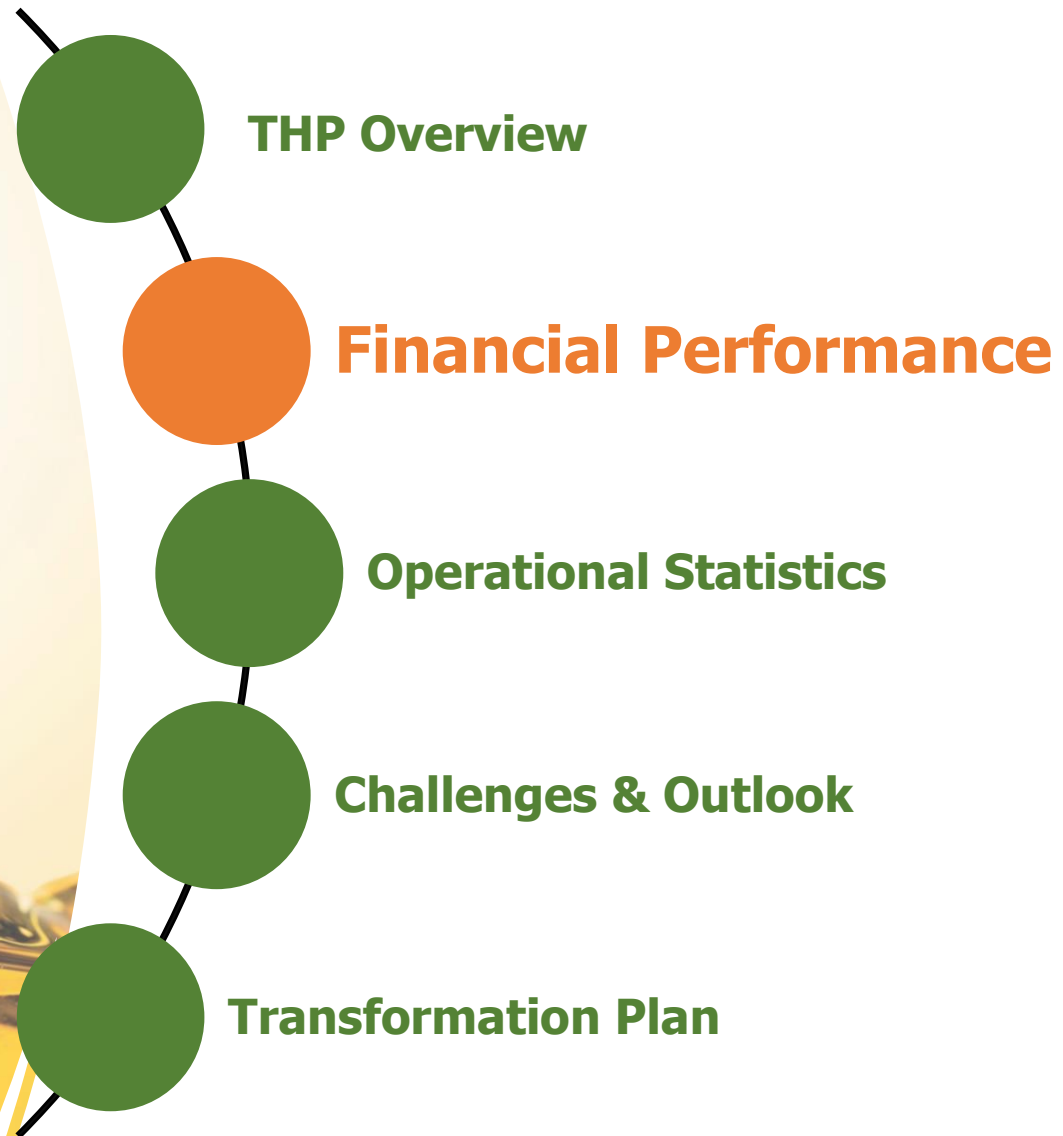 THP Overview
Financial Performance
Operational Statistics
Challenges & Outlook
Transformation Plan